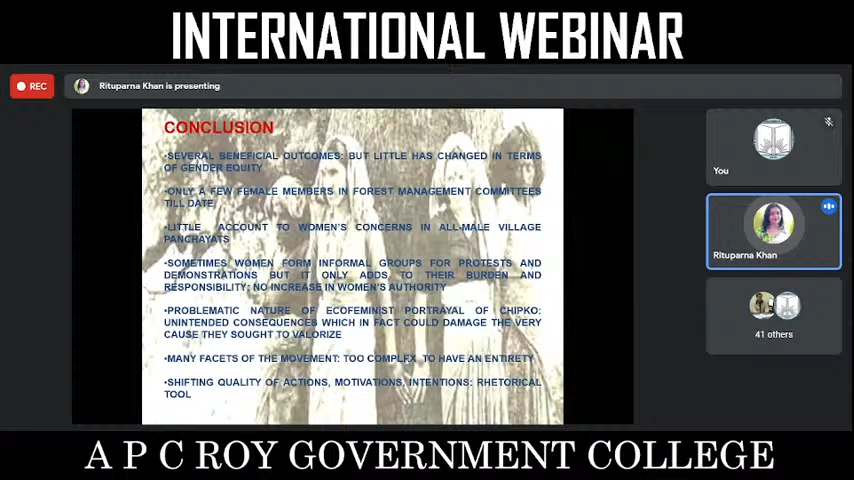 INTERNATIONAL WEBINAR
REC
Rituparna Khan is presenting
CONCLUSION
•SEVERAL BENEFICIAL OUTCOMES: BUT LITTLE HAS CHANGED IN TERMS
OF GENDER EQUITY
•ONLY A FEW FEMALE MEMBERS IN FOREST MANAGEMENT COMMITTEES
TILL DATE
•LITTLE ACCOUNT TO WOMEN'S CONCERNS IN ALL-MALE VILLAGE
PANCHAYATS
•SOMETIMES WOMEN FORM INFORMAL GROUPS FOR PROTESTS AND
DEMONSTRATIONS BUT IT ONLY ADDS TO THEIR BURDEN AND
RESPONSIBILITY; NO INCREASE IN WOMEN'S AUTHORITY
•PROBLEMATIC NATURE OF ECOFEMINIST PORTRAYAL OF CHIPKO:
UNINTENDED CONSEQUENCES WHICH IN FACT COULD DAMAGE THE VERY
CAUSE THEY SOUGHT TO VALORIZE
•MANY FACETS OF THE MOVEMENT: TOO COMPLEX TO HAVE AN ENTIRETY
•SHIFTING QUALITY OF ACTIONS, MOTIVATIONS, INTENTIONS: RHETORICAL
TOOL
You
Rituparna Khan
41 others
A P C ROY GOVERNMENT COLLEGE